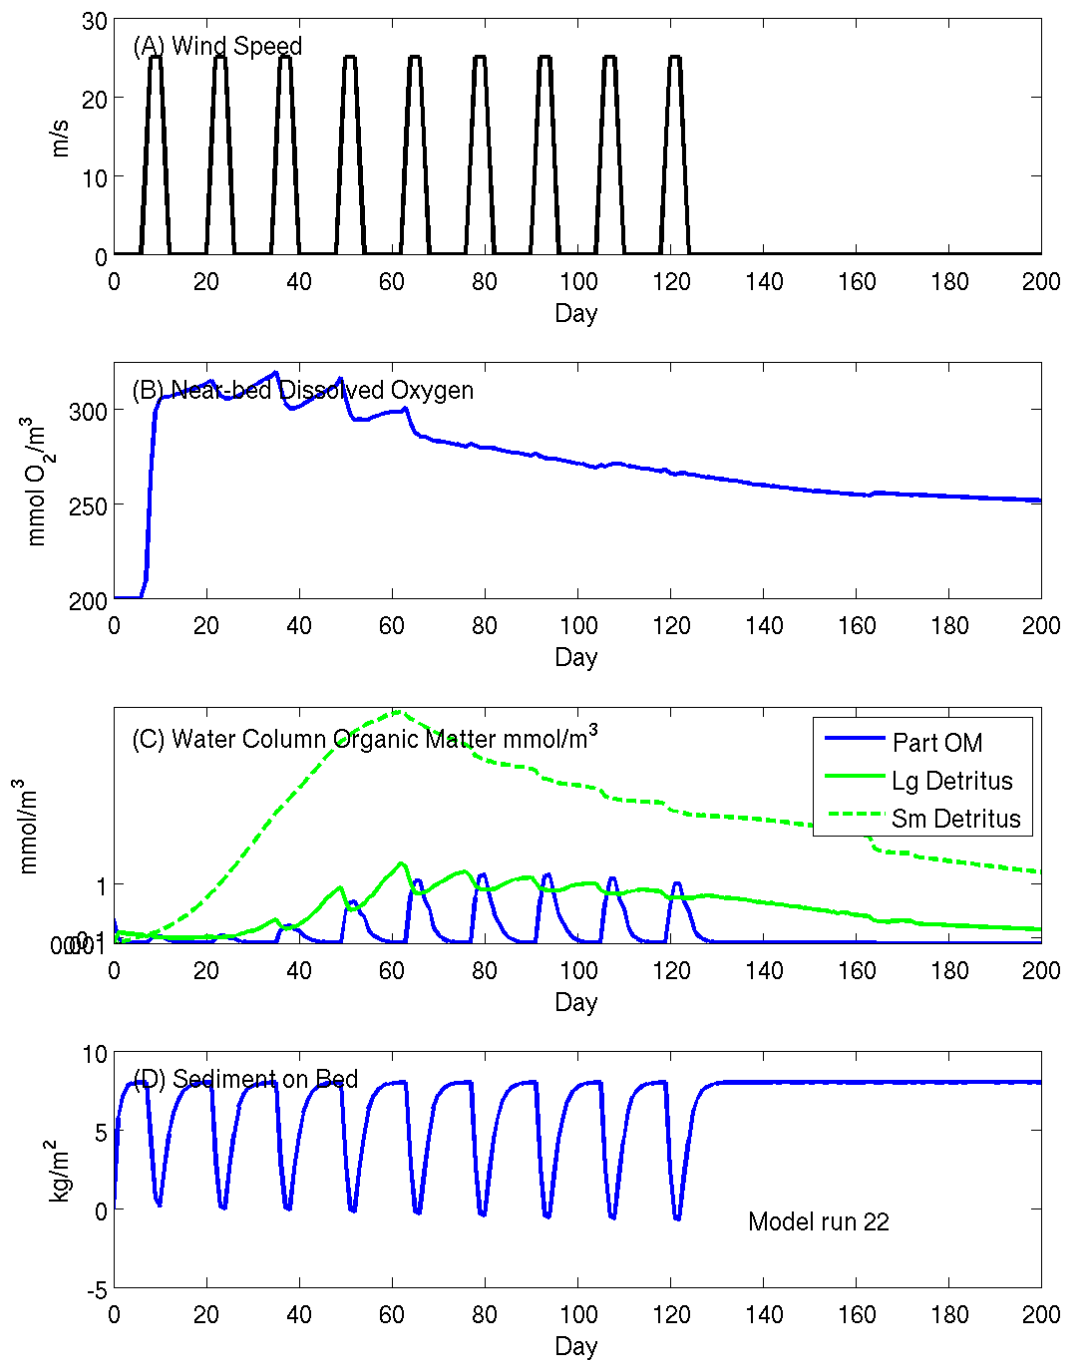 (A) Wind Speed
30
20
10
0
m/s
0 20 40 60 80 100 120 140 160 180 200
Day
(B) Near-bed Dissolved Oxygen
300
250
200
mmol O₂/m³
0 20 40 60 80 100 120 140 160 180 200
Day
(C) Water Column Organic Matter mmol/m³
Part OM
Lg Detritus
Sm Detritus
1
mmol/m³
0 20 40 60 80 100 120 140 160 180 200
Day
(D) Sediment on Bed
10
5
0
-5
kg/m²
Model run 22
0 20 40 60 80 100 120 140 160 180 200
Day